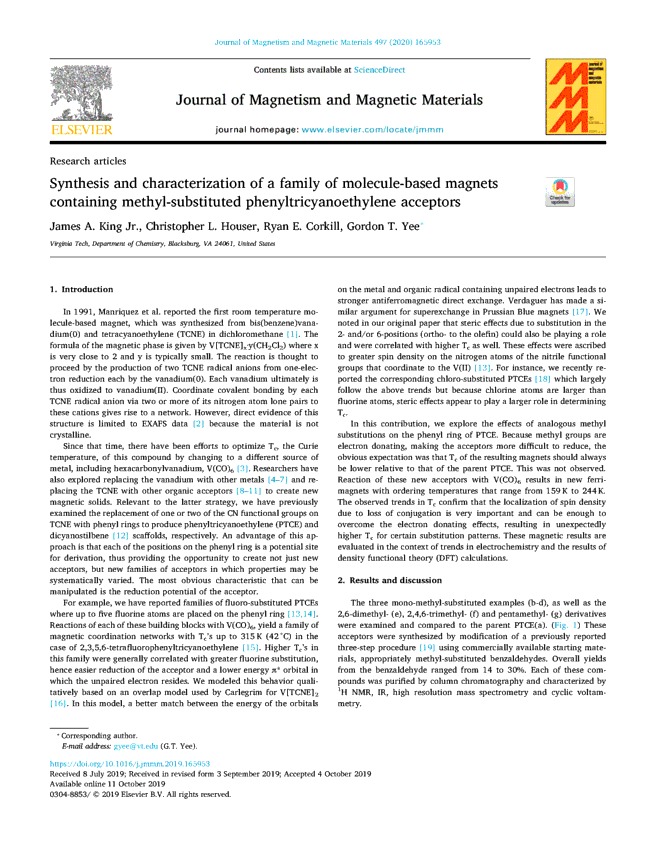 Journal of Magnetism and Magnetic Materials 497 (2020) 165953
Contents lists available at ScienceDirect
Journal of Magnetism and Magnetic Materials
journal homepage: www.elsevier.com/locate/jmmm
ELSEVIER
Research articles
Synthesis and characterization of a family of molecule-based magnets
containing methyl-substituted phenyltricyanoethylene acceptors
Check for
updates
James A. King Jr., Christopher L. Houser, Ryan E. Corkill, Gordon T. Yee*
Virginia Tech, Department of Chemisry, Blacksburg, VA 24061, United States
1. Introduction
In 1991, Manriquez et al. reported the first room temperature mo-
lecule-based magnet, which was synthesized from bis(benzene)vana-
dium(0) and tetracyanoethylene (TCNE) in dichloromethane [1]. The
formula of the magnetic phase is given by V[TCNE]ₓ·y(CH₂Cl₂) where x
is very close to 2 and y is typically small. The reaction is thought to
proceed by the production of two TCNE radical anions from one-elec-
tron reduction each by the vanadium(0). Each vanadium ultimately is
thus oxidized to vanadium(II). Coordinate covalent bonding by each
TCNE radical anion via two or more of its nitrogen atom lone pairs to
these cations gives rise to a network. However, direct evidence of this
structure is limited to EXAFS data [2] because the material is not
crystalline.
Since that time, there have been efforts to optimize T꜀, the Curie
temperature, of this compound by changing to a different source of
metal, including hexacarbonylvanadium, V(CO)₆ [3]. Researchers have
also explored replacing the vanadium with other metals [4–7] and re-
placing the TCNE with other organic acceptors [8–11] to create new
magnetic solids. Relevant to the latter strategy, we have previously
examined the replacement of one or two of the CN functional groups on
TCNE with phenyl rings to produce phenyltricyanoethylene (PTCE) and
dicyanostilbene [12] scaffolds, respectively. An advantage of this ap-
proach is that each of the positions on the phenyl ring is a potential site
for derivation, thus providing the opportunity to create not just new
acceptors, but new families of acceptors in which properties may be
systematically varied. The most obvious characteristic that can be
manipulated is the reduction potential of the acceptor.
For example, we have reported families of fluoro-substituted PTCEs
where up to five fluorine atoms are placed on the phenyl ring [13,14].
Reactions of each of these building blocks with V(CO)₆, yield a family of
magnetic coordination networks with T꜀'s up to 315 K (42 °C) in the
case of 2,3,5,6-tetrafluorophenyltricyanoethylene [15]. Higher T꜀'s in
this family were generally correlated with greater fluorine substitution,
hence easier reduction of the acceptor and a lower energy π* orbital in
which the unpaired electron resides. We modeled this behavior quali-
tatively based on an overlap model used by Carlegrim for V[TCNE]₂
[16]. In this model, a better match between the energy of the orbitals
on the metal and organic radical containing unpaired electrons leads to
stronger antiferromagnetic direct exchange. Verdaguer has made a si-
milar argument for superexchange in Prussian Blue magnets [17]. We
noted in our original paper that steric effects due to substitution in the
2- and/or 6-positions (ortho- to the olefin) could also be playing a role
and were correlated with higher T꜀ as well. These effects were ascribed
to greater spin density on the nitrogen atoms of the nitrile functional
groups that coordinate to the V(II) [13]. For instance, we recently re-
ported the corresponding chloro-substituted PTCEs [18] which largely
follow the above trends but because chlorine atoms are larger than
fluorine atoms, steric effects appear to play a larger role in determining
T꜀.
In this contribution, we explore the effects of analogous methyl
substitutions on the phenyl ring of PTCE. Because methyl groups are
electron donating, making the acceptors more difficult to reduce, the
obvious expectation was that T꜀ of the resulting magnets should always
be lower relative to that of the parent PTCE. This was not observed.
Reaction of these new acceptors with V(CO)₆ results in new ferri-
magnets with ordering temperatures that range from 159 K to 244 K.
The observed trends in T꜀ confirm that the localization of spin density
due to loss of conjugation is very important and can be enough to
overcome the electron donating effects, resulting in unexpectedly
higher T꜀ for certain substitution patterns. These magnetic results are
evaluated in the context of trends in electrochemistry and the results of
density functional theory (DFT) calculations.
2. Results and discussion
The three mono-methyl-substituted examples (b-d), as well as the
2,6-dimethyl- (e), 2,4,6-trimethyl- (f) and pentamethyl- (g) derivatives
were examined and compared to the parent PTCE(a). (Fig. 1) These
acceptors were synthesized by modification of a previously reported
three-step procedure [19] using commercially available starting mate-
rials, appropriately methyl-substituted benzaldehydes. Overall yields
from the benzaldehyde ranged from 14 to 30%. Each of these com-
pounds was purified by column chromatography and characterized by
¹H NMR, IR, high resolution mass spectrometry and cyclic voltam-
metry.
* Corresponding author.
E-mail address: gyee@vt.edu (G.T. Yee).
https://doi.org/10.1016/j.jmmm.2019.165953
Received 8 July 2019; Received in revised form 3 September 2019; Accepted 4 October 2019
Available online 11 October 2019
0304-8853/ © 2019 Elsevier B.V. All rights reserved.